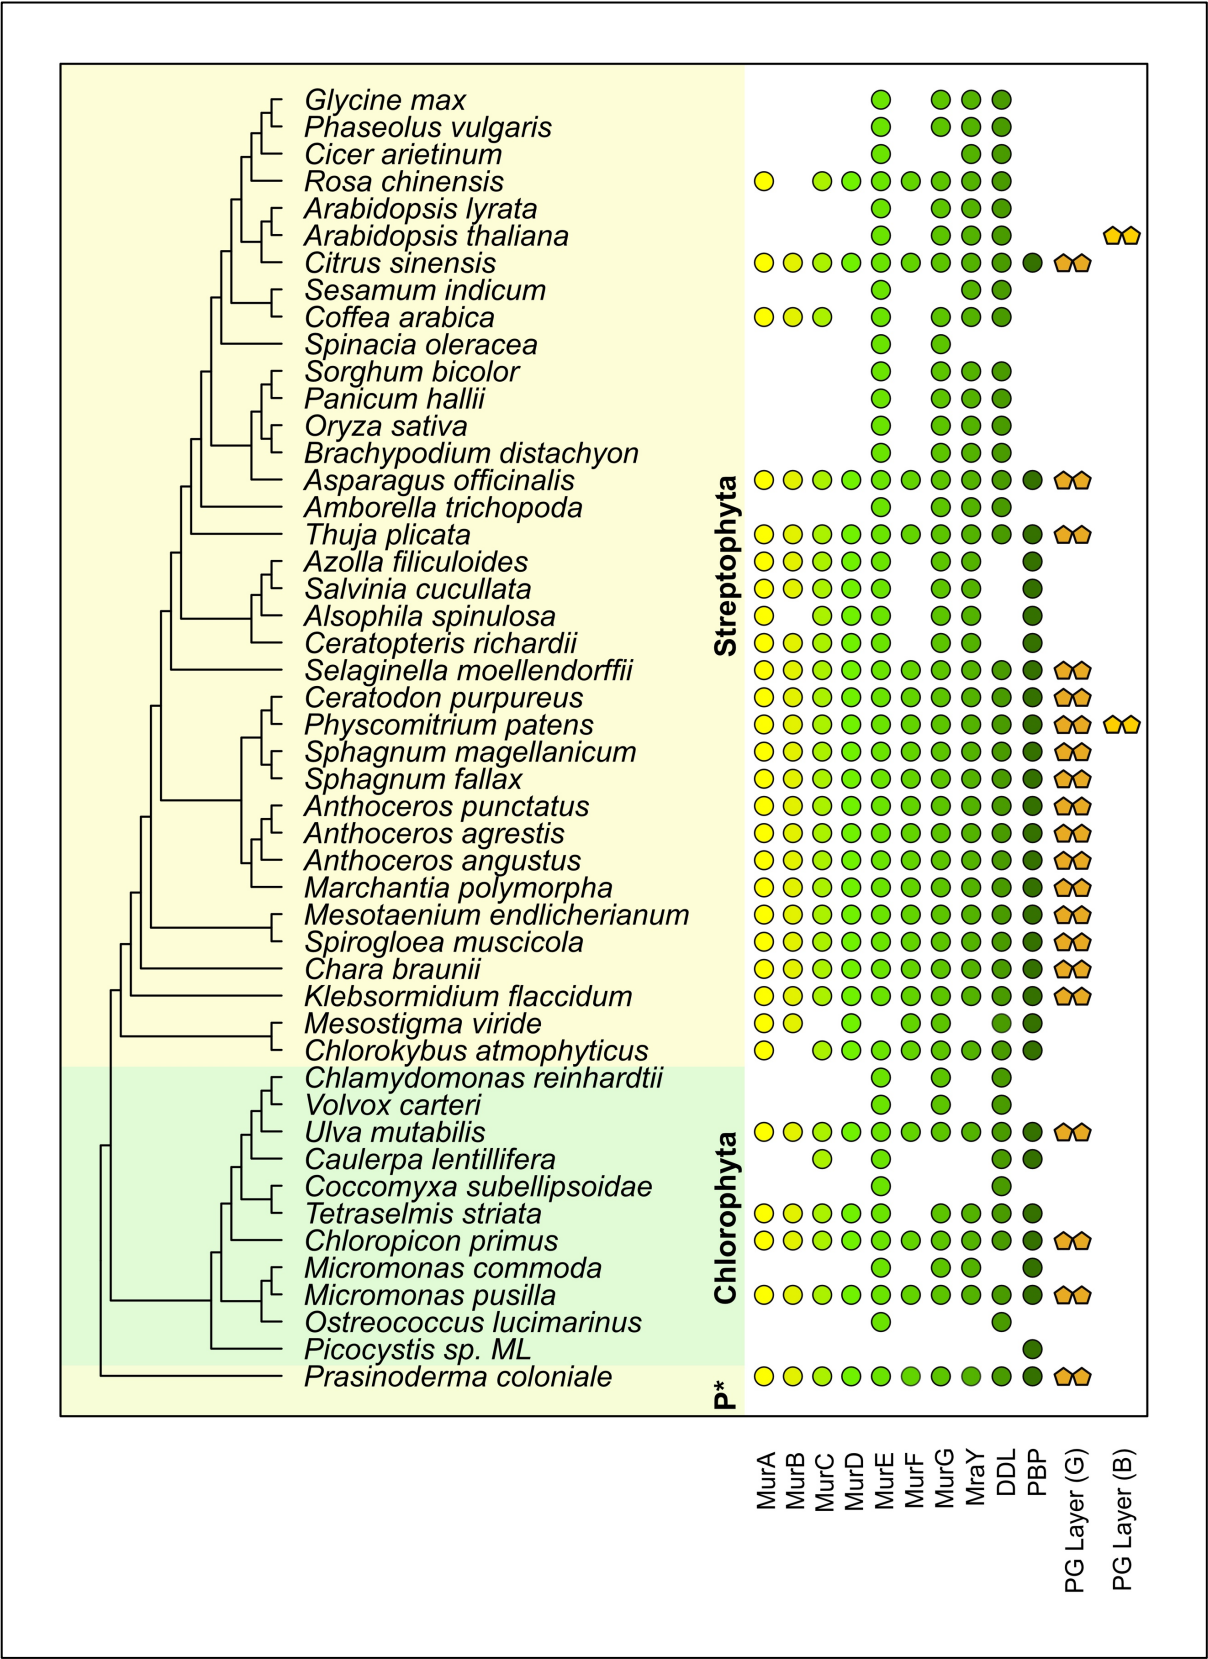 Glycine max
Phaseolus vulgaris
Cicer arietinum
Rosa chinensis
Arabidopsis lyrata
Arabidopsis thaliana
Citrus sinensis
Sesamum indicum
Coffea arabica
Spinacia oleracea
Sorghum bicolor
Panicum hallii
Oryza sativa
Brachypodium distachyon
Asparagus officinalis
Amborella trichopoda
Thuja plicata
Azolla filiculoides
Salvinia cucullata
Alsophila spinulosa
Ceratopteris richardii
Selaginella moellendorffii
Ceratodon purpureus
Physcomitrium patens
Sphagnum magellanicum
Sphagnum fallax
Anthoceros punctatus
Anthoceros agrestis
Anthoceros angustus
Marchantia polymorpha
Mesotaenium endlicherianum
Spirogloea muscicola
Chara braunii
Klebsormidium flaccidum
Mesostigma viride
Chlorokybus atmophyticus
Chlamydomonas reinhardtii
Volvox carteri
Ulva mutabilis
Caulerpa lentillifera
Coccomyxa subellipsoidae
Tetraselmis striata
Chloropicon primus
Micromonas commoda
Micromonas pusilla
Ostreococcus lucimarinus
Picocystis sp. ML
Prasinoderma coloniale
Streptophyta
Chlorophyta
P*
MurA
MurB
MurC
MurD
MurE
MurF
MurG
MraY
DDL
PBP
PG Layer (G)
PG Layer (B)